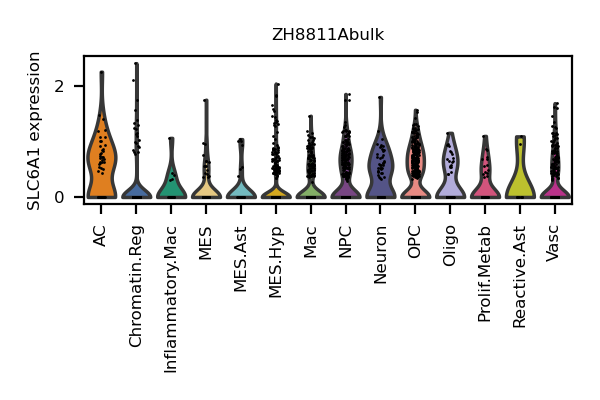 ZH8811Abulk
SLC6A1 expression
2
0
AC
Chromatin.Reg
Inflammatory.Mac
MES
MES.Ast
MES.Hyp
Mac
NPC
Neuron
OPC
Oligo
Prolif.Metab
Reactive.Ast
Vasc